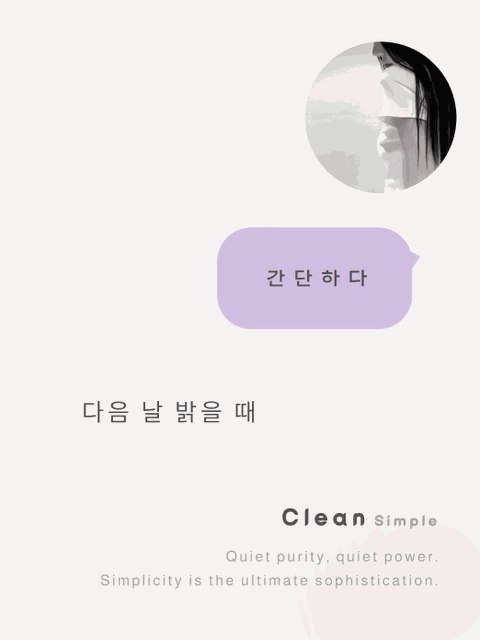 간단하다
다음 날 밝을 때
Clean Simple
Quiet purity, quiet power.
Simplicity is the ultimate sophistication.